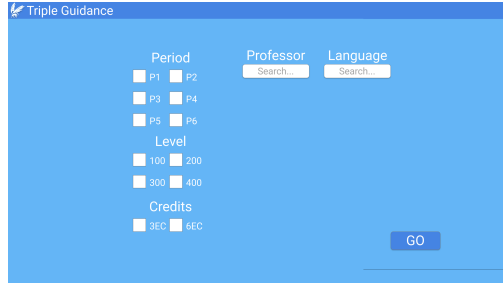 Triple Guidance
Period
P1 P2
P3 P4
P5 P6
Level
100 200
300 400
Credits
3EC 6EC
Professor
Search...
Language
Search...
GO